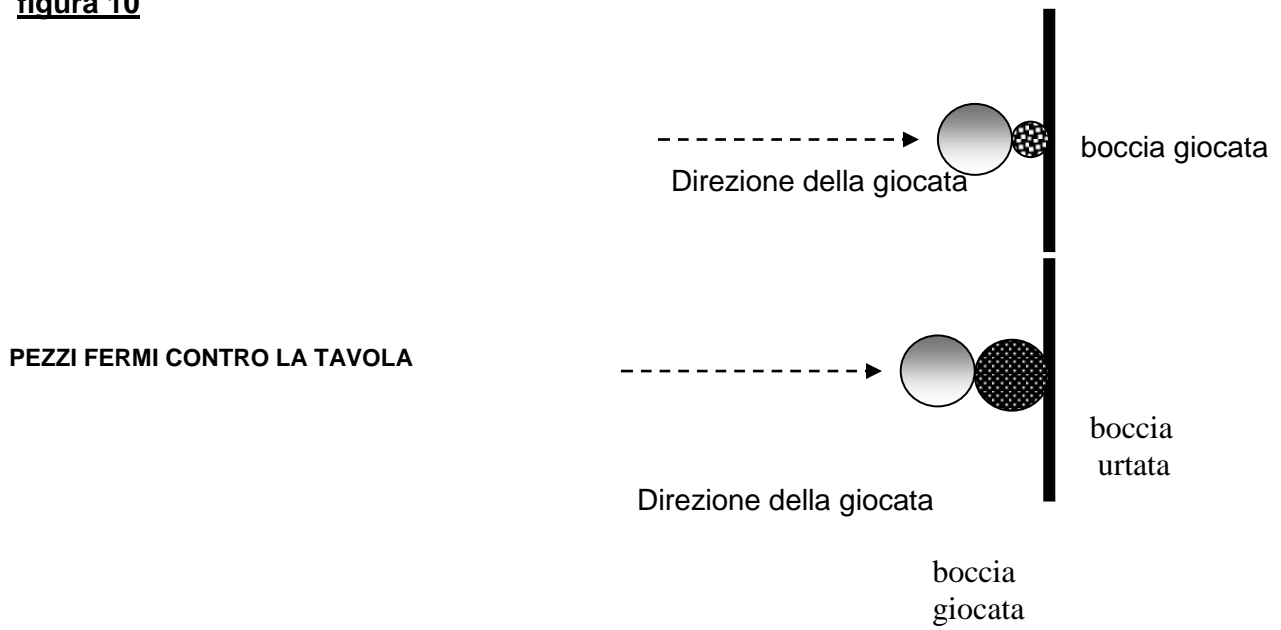 figura 10
boccia giocata
Direzione della giocata
PEZZI FERMI CONTRO LA TAVOLA
boccia
urtata
Direzione della giocata
boccia
giocata